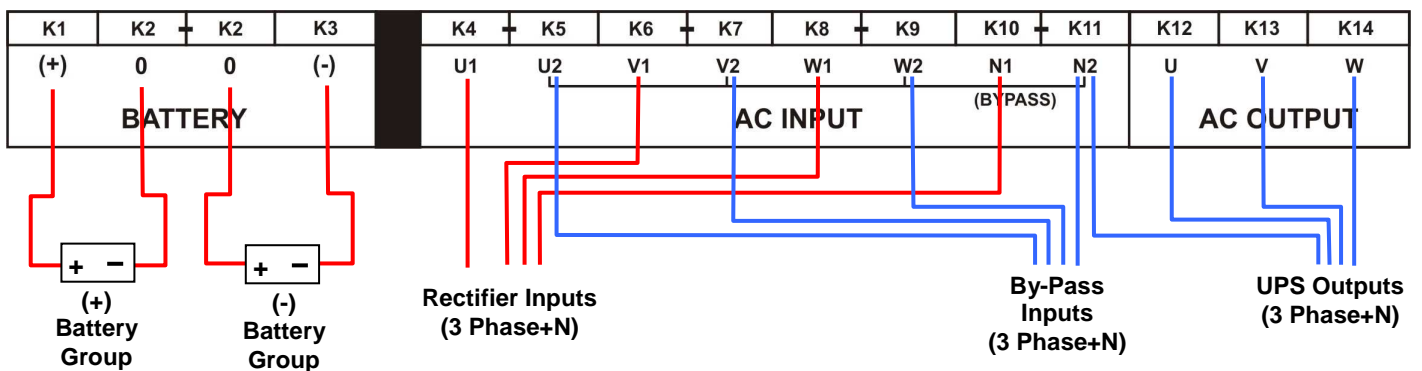 K1 K2 K2 K3 K4 K5 K6 K7 K8 K9 K10 K11 K12 K13 K14
(+) 0 0 (-) U1 U2 V1 V2 W1 W2 N1 N2 U V W
(BYPASS)
BATTERY AC INPUT AC OUTPUT
+ − + −
(+)
Battery
Group
(-)
Battery
Group
Rectifier Inputs
(3 Phase+N)
By-Pass
Inputs
(3 Phase+N)
UPS Outputs
(3 Phase+N)